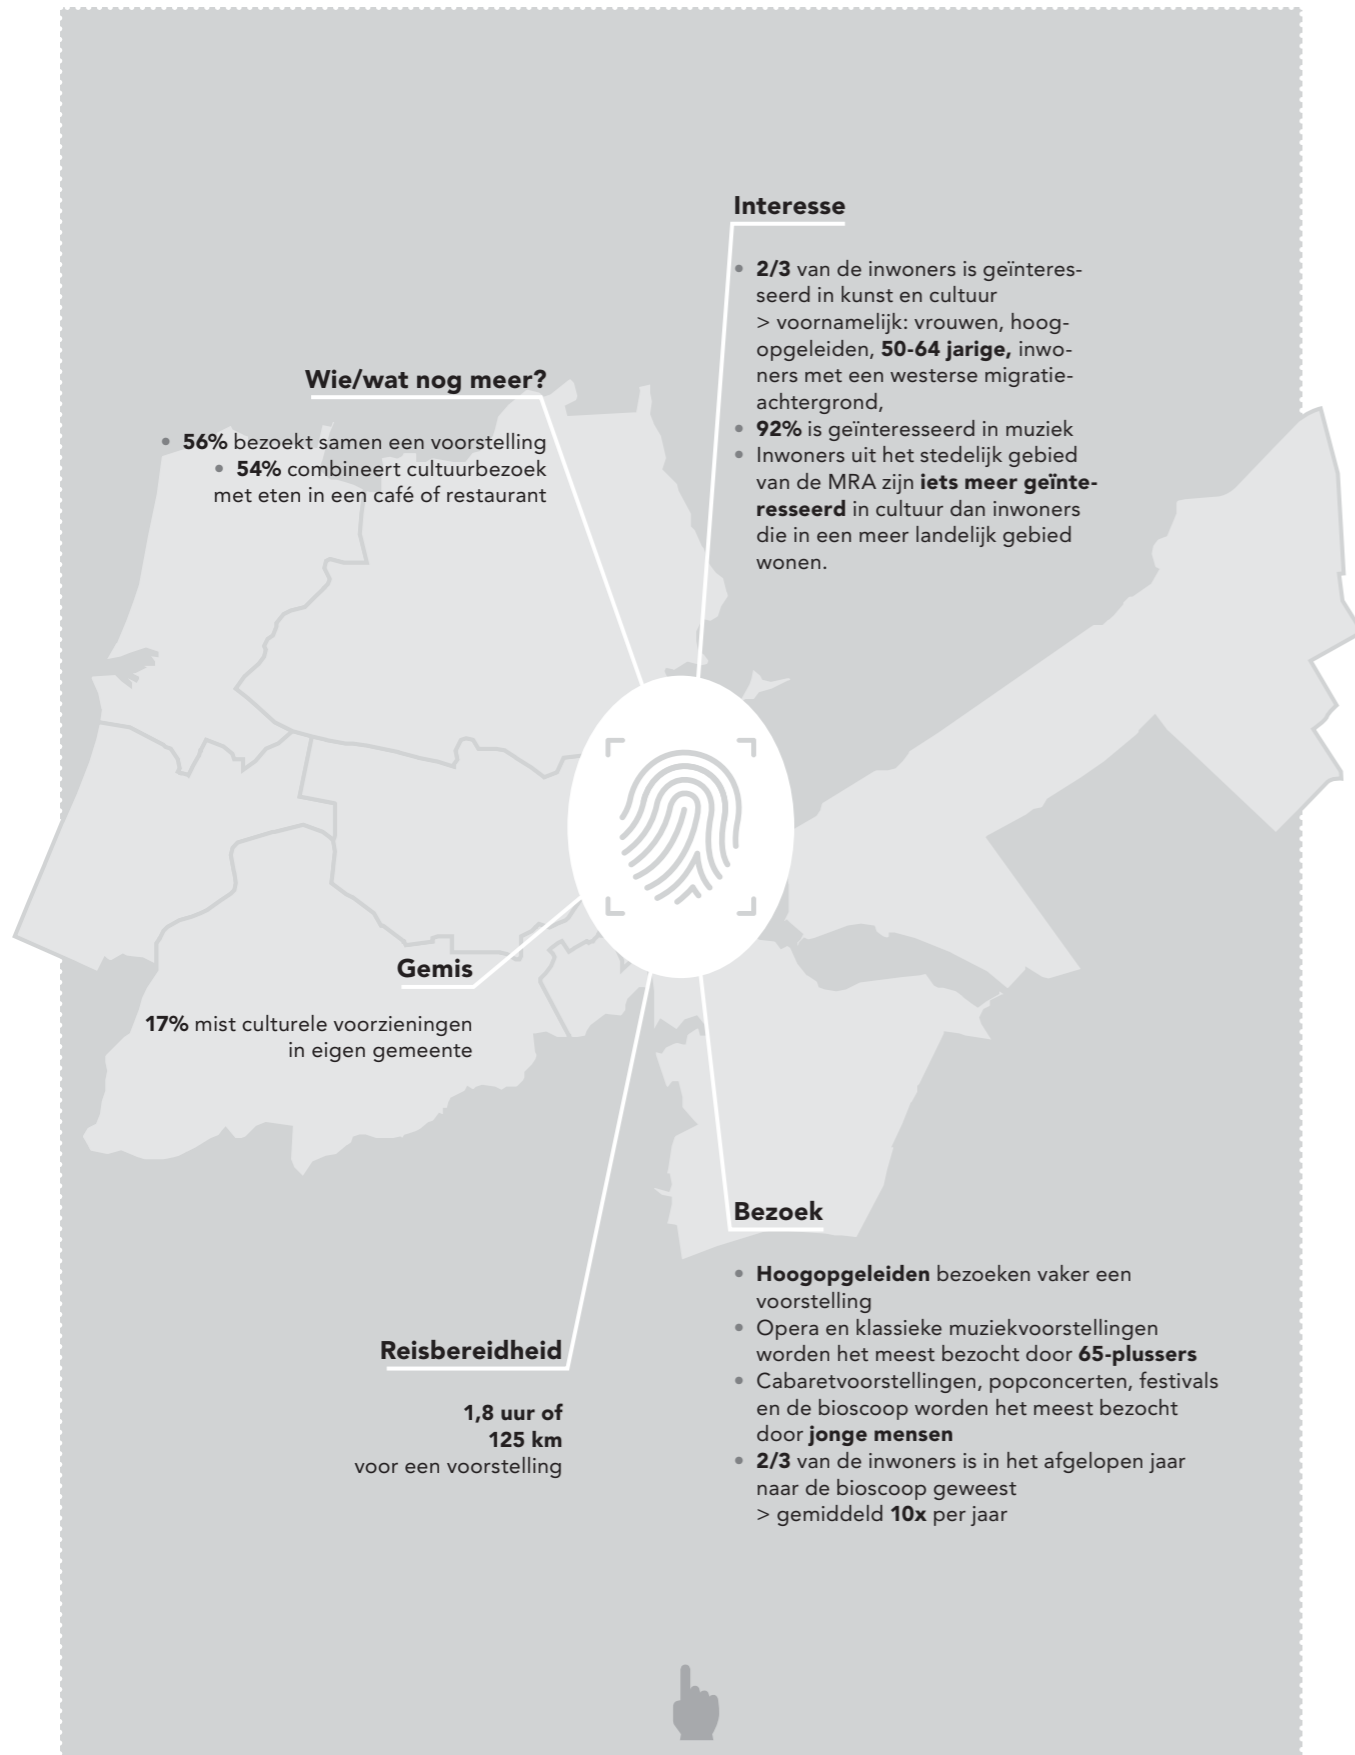 Interesse
• 2/3 van de inwoners is geïnteres-
seerd in kunst en cultuur
> voornamelijk: vrouwen, hoog-
opgeleiden, 50-64 jarige, inwo-
ners met een westerse migratie-
achtergrond,
• 92% is geïnteresseerd in muziek
• Inwoners uit het stedelijk gebied
van de MRA zijn iets meer geïnte-
resseerd in cultuur dan inwoners
die in een meer landelijk gebied
wonen.
Wie/wat nog meer?
• 56% bezoekt samen een voorstelling
• 54% combineert cultuurbezoek
met eten in een café of restaurant
Gemis
17% mist culturele voorzieningen
in eigen gemeente
Bezoek
• Hoogopgeleiden bezoeken vaker een
voorstelling
• Opera en klassieke muziekvoorstellingen
worden het meest bezocht door 65-plussers
• Cabaretvoorstellingen, popconcerten, festivals
en de bioscoop worden het meest bezocht
door jonge mensen
• 2/3 van de inwoners is in het afgelopen jaar
naar de bioscoop geweest
> gemiddeld 10x per jaar
Reisbereidheid
1,8 uur of
125 km
voor een voorstelling